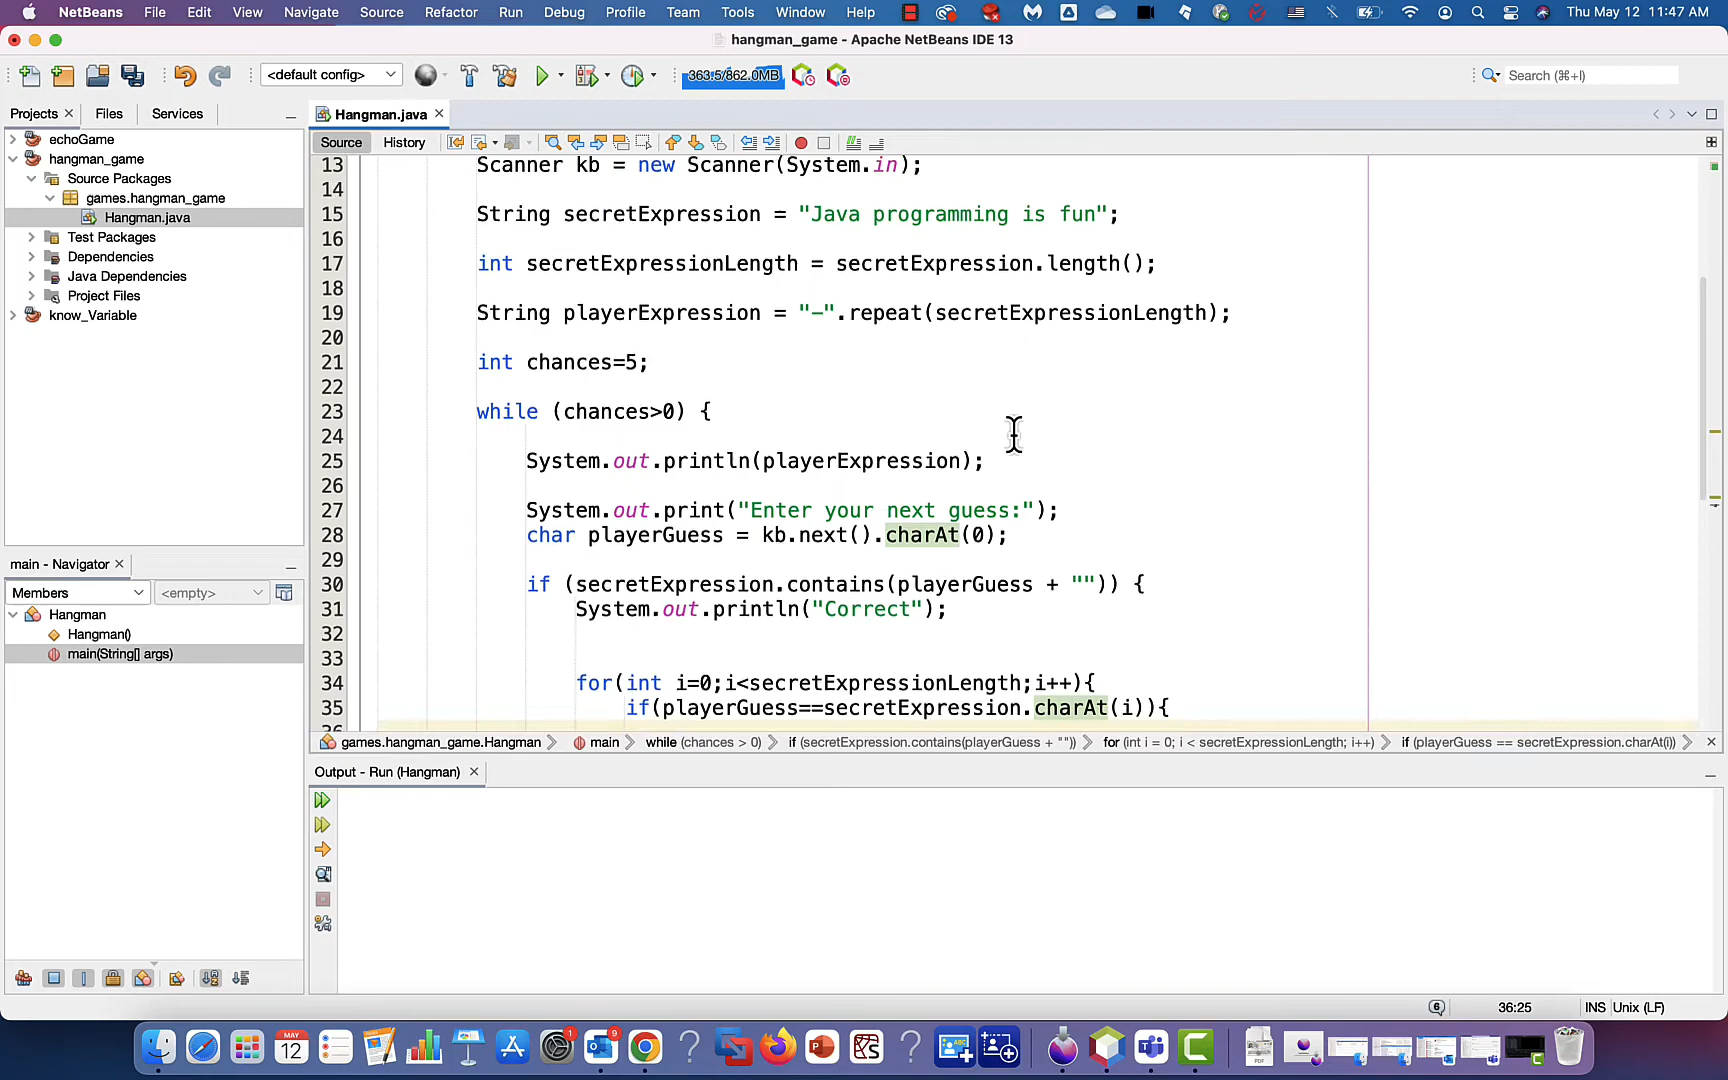 NetBeans File Edit View Navigate Source Refactor Run Debug Profile Team Tools Window Help Thu May 12 11:47 AM
hangman_game - Apache NetBeans IDE 13
<default config> 363.5/862.0MB Search (⌘+I)
Projects Files Services
Hangman.java
Source History
echoGame
hangman_game
Source Packages
games.hangman_game
Hangman.java
Test Packages
Dependencies
Java Dependencies
Project Files
know_Variable
13 Scanner kb = new Scanner(System.in);
14
15 String secretExpression = "Java programming is fun";
16
17 int secretExpressionLength = secretExpression.length();
18
19 String playerExpression = "-".repeat(secretExpressionLength);
20
21 int chances=5;
22
23 while (chances>0) {
24
25 System.out.println(playerExpression);
26
27 System.out.print("Enter your next guess:");
28 char playerGuess = kb.next().charAt(0);
29
30 if (secretExpression.contains(playerGuess + "")) {
31 System.out.println("Correct");
32
33
34 for(int i=0;i<secretExpressionLength;i++){
35 if(playerGuess==secretExpression.charAt(i)){
games.hangman_game.Hangman main while (chances > 0) if (secretExpression.contains(playerGuess + "")) for (int i = 0; i < secretExpressionLength; i++) if (playerGuess == secretExpression.charAt(i))
main - Navigator
Members <empty>
Hangman
Hangman()
main(String[] args)
Output - Run (Hangman)
6 36:25 INS Unix (LF)
MAY
12
1
9
ABC
PDF